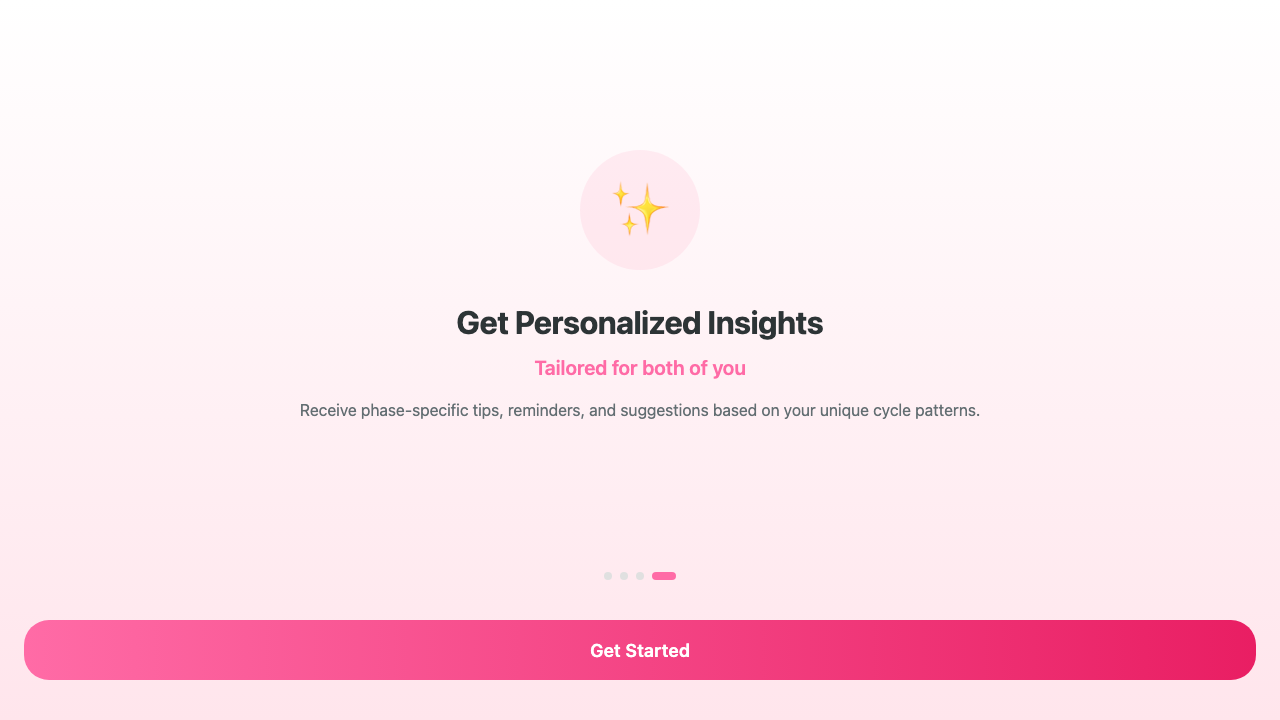 Get Personalized Insights
Tailored for both of you
Receive phase-specific tips, reminders, and suggestions based on your unique cycle patterns.
Get Started